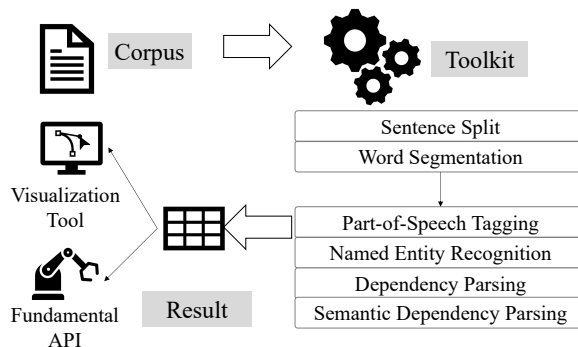 Corpus
Toolkit
Sentence Split
Word Segmentation
Part-of-Speech Tagging
Named Entity Recognition
Dependency Parsing
Semantic Dependency Parsing
Visualization
Tool
Fundamental
API
Result